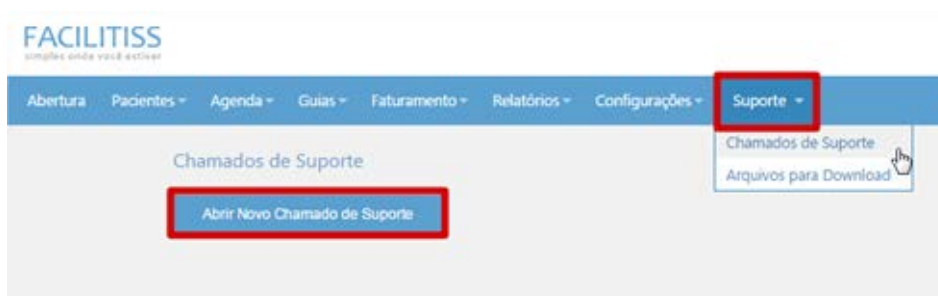 FACILITISS
simples onde você estiver
Abertura Pacientes Agenda Guias Faturamento Relatórios Configurações Suporte
Chamados de Suporte
Arquivos para Download
Chamados de Suporte
Abrir Novo Chamado de Suporte